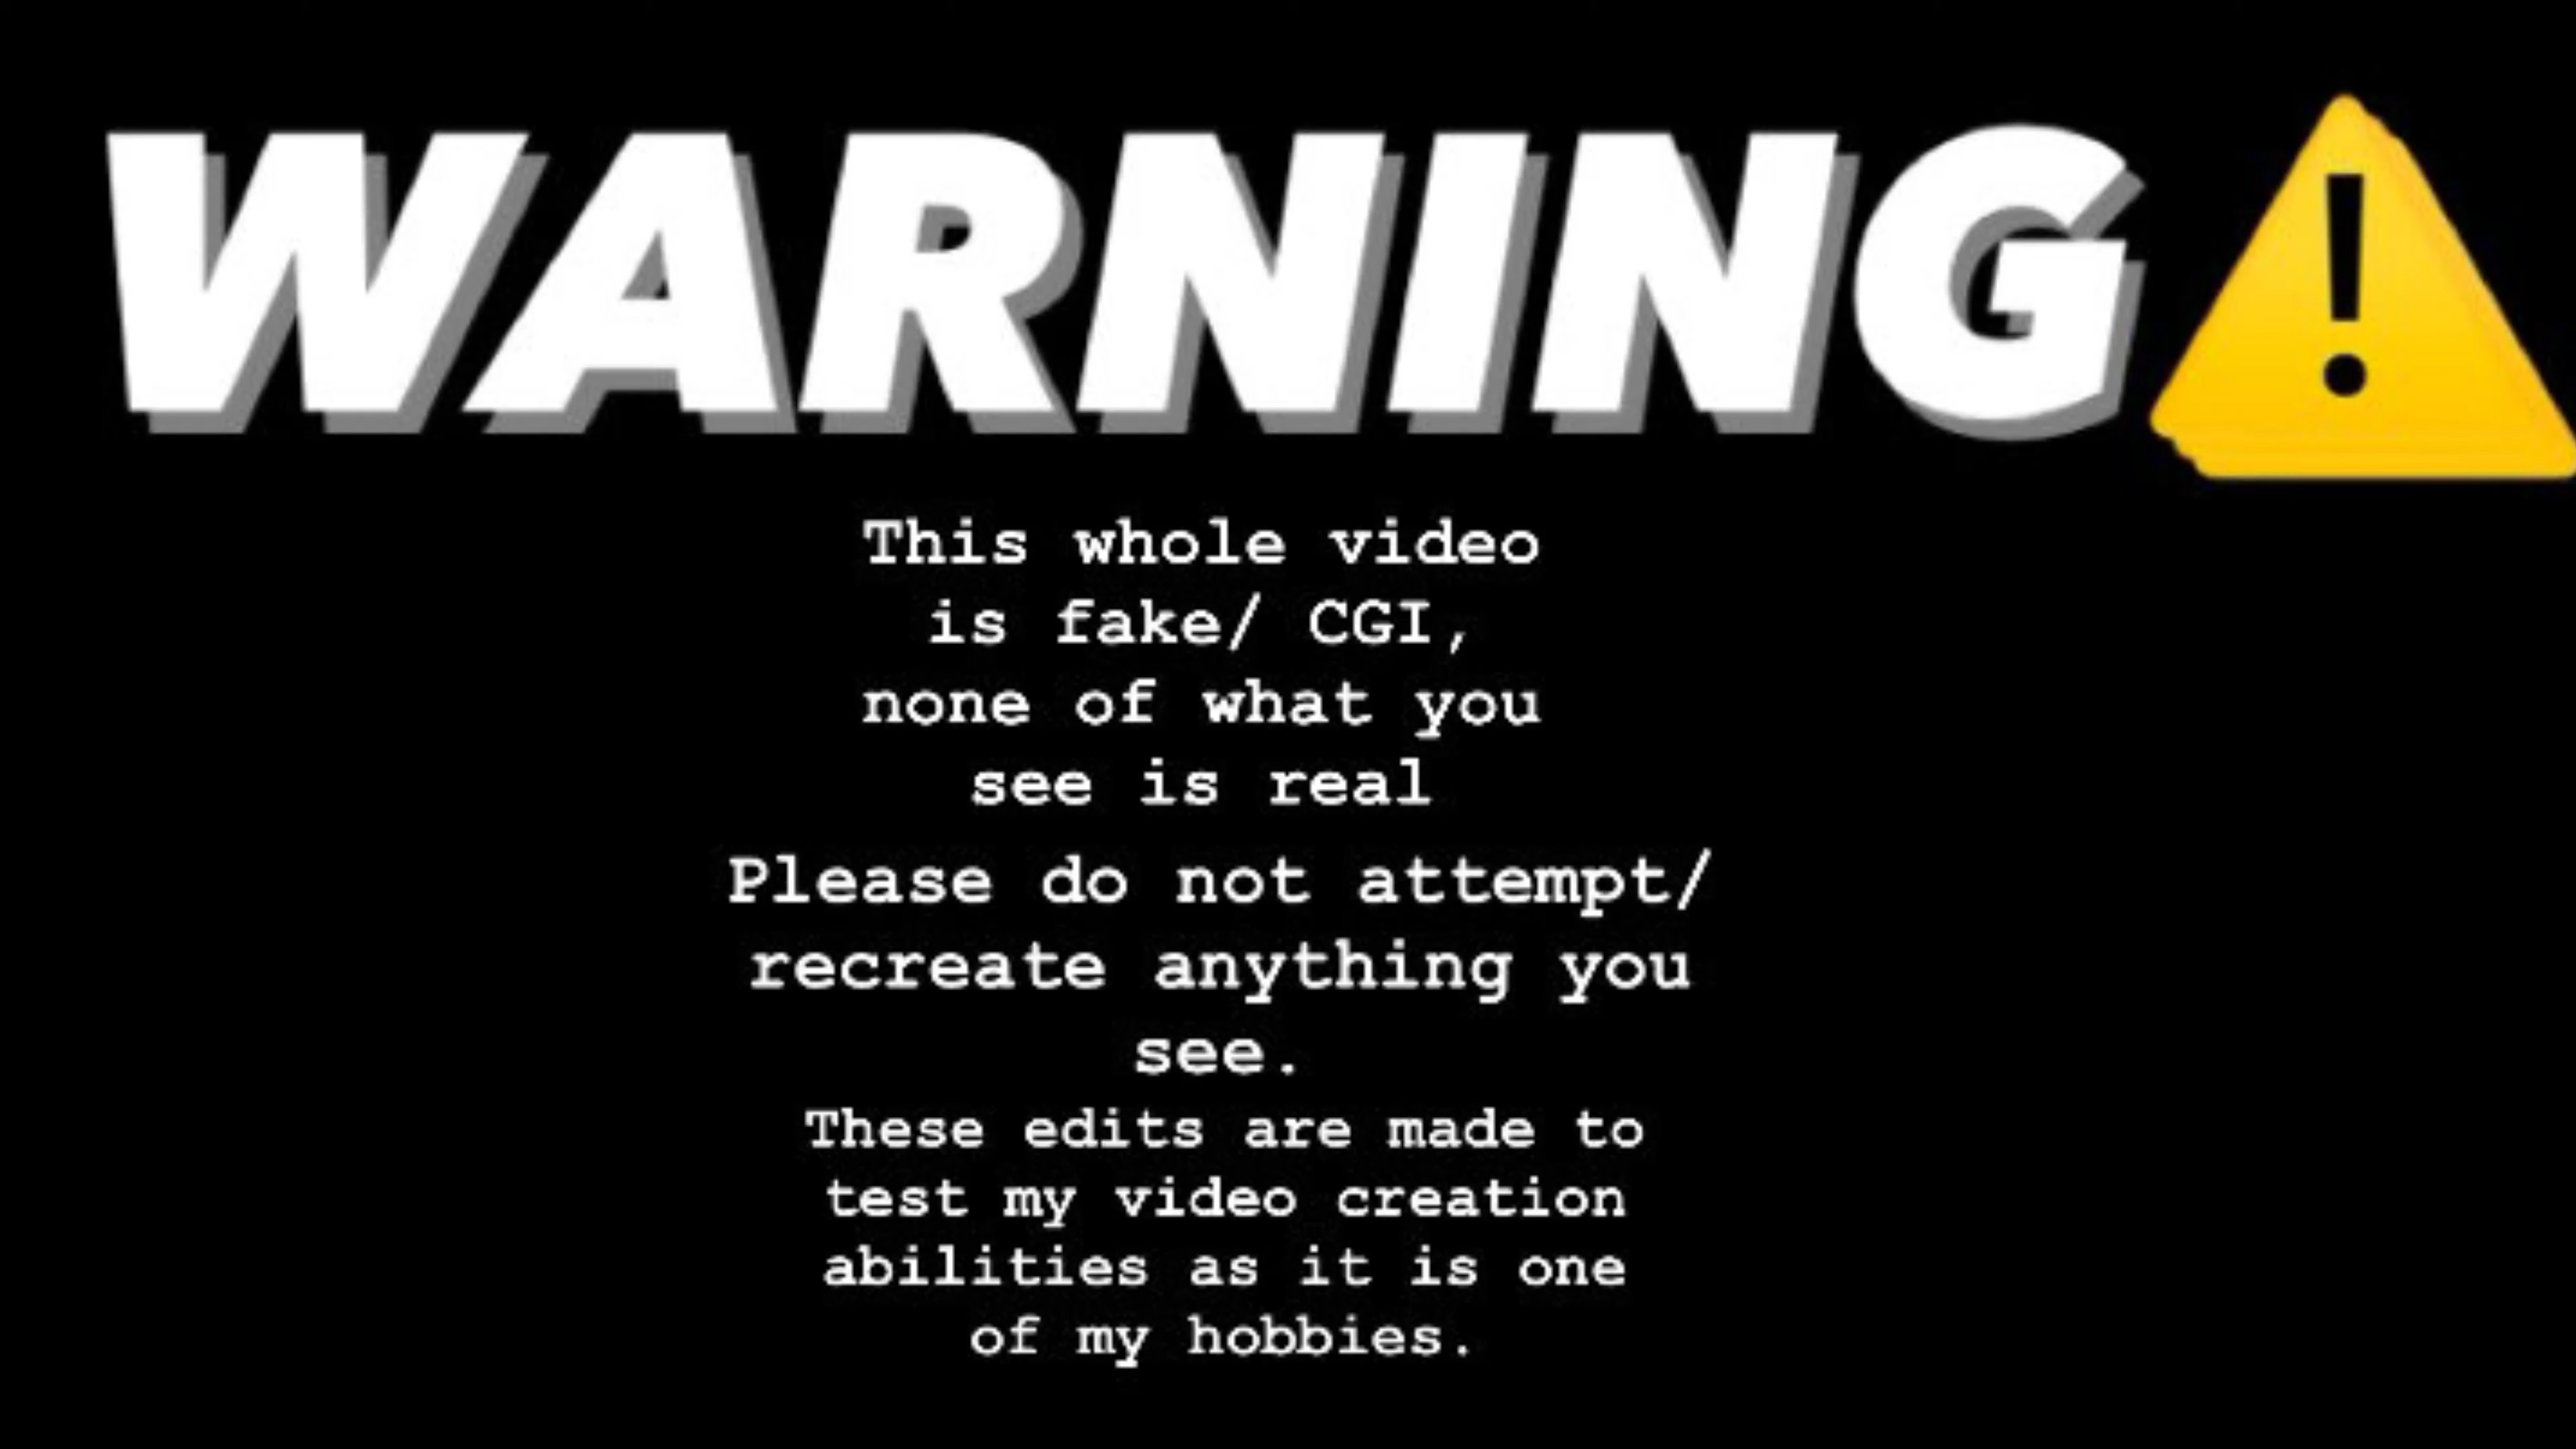 WARNING⚠️
This whole video
is fake/ CGI,
none of what you
see is real
Please do not attempt/
recreate anything you
see.
These edits are made to
test my video creation
abilities as it is one
of my hobbies.